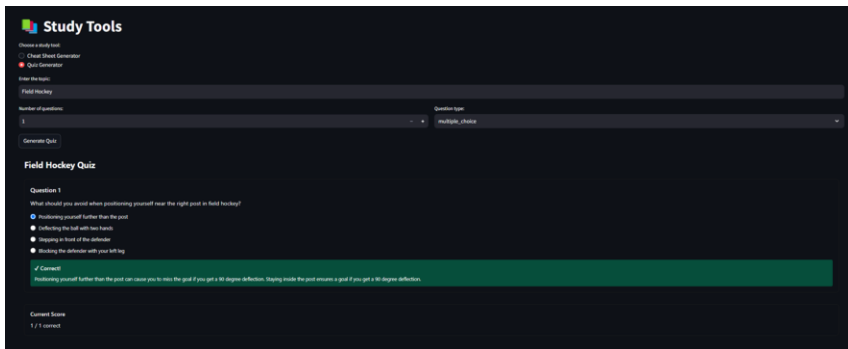 Study Tools
Choose a study tool:
Cheat Sheet Generator
Quiz Generator
Enter the topic:
Field Hockey
Number of questions:
Question type:
1
- +
multiple_choice
Generate Quiz
Field Hockey Quiz
Question 1
What should you avoid when positioning yourself near the right post in field hockey?
Positioning yourself further than the post
Deflecting the ball with two hands
Stepping in front of the defender
Blocking the defender with your left leg
✓ Correct!
Positioning yourself further than the post can cause you to miss the goal if you get a 90 degree deflection. Staying inside the post ensures a goal if you get a 90 degree deflection.
Current Score
1 / 1 correct